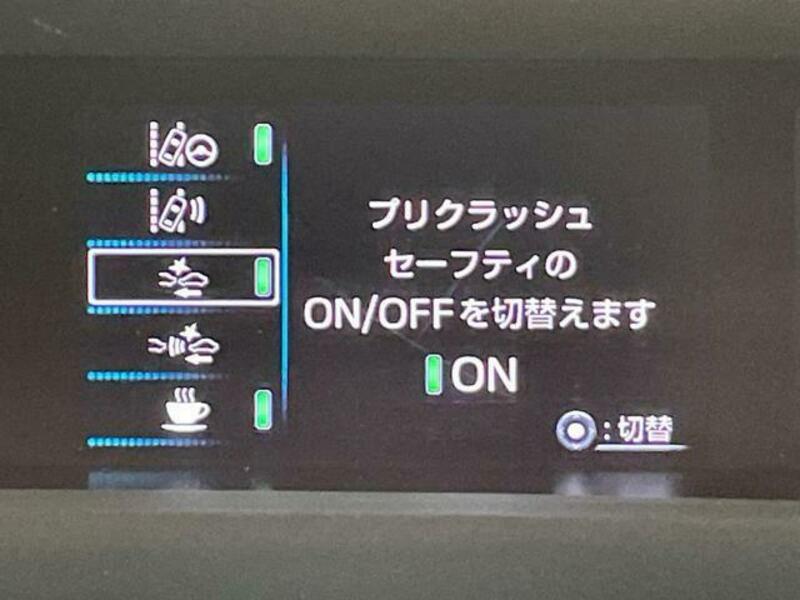 プリクラッシュ
セーフティの
ON/OFFを切替えます
ON
:切替